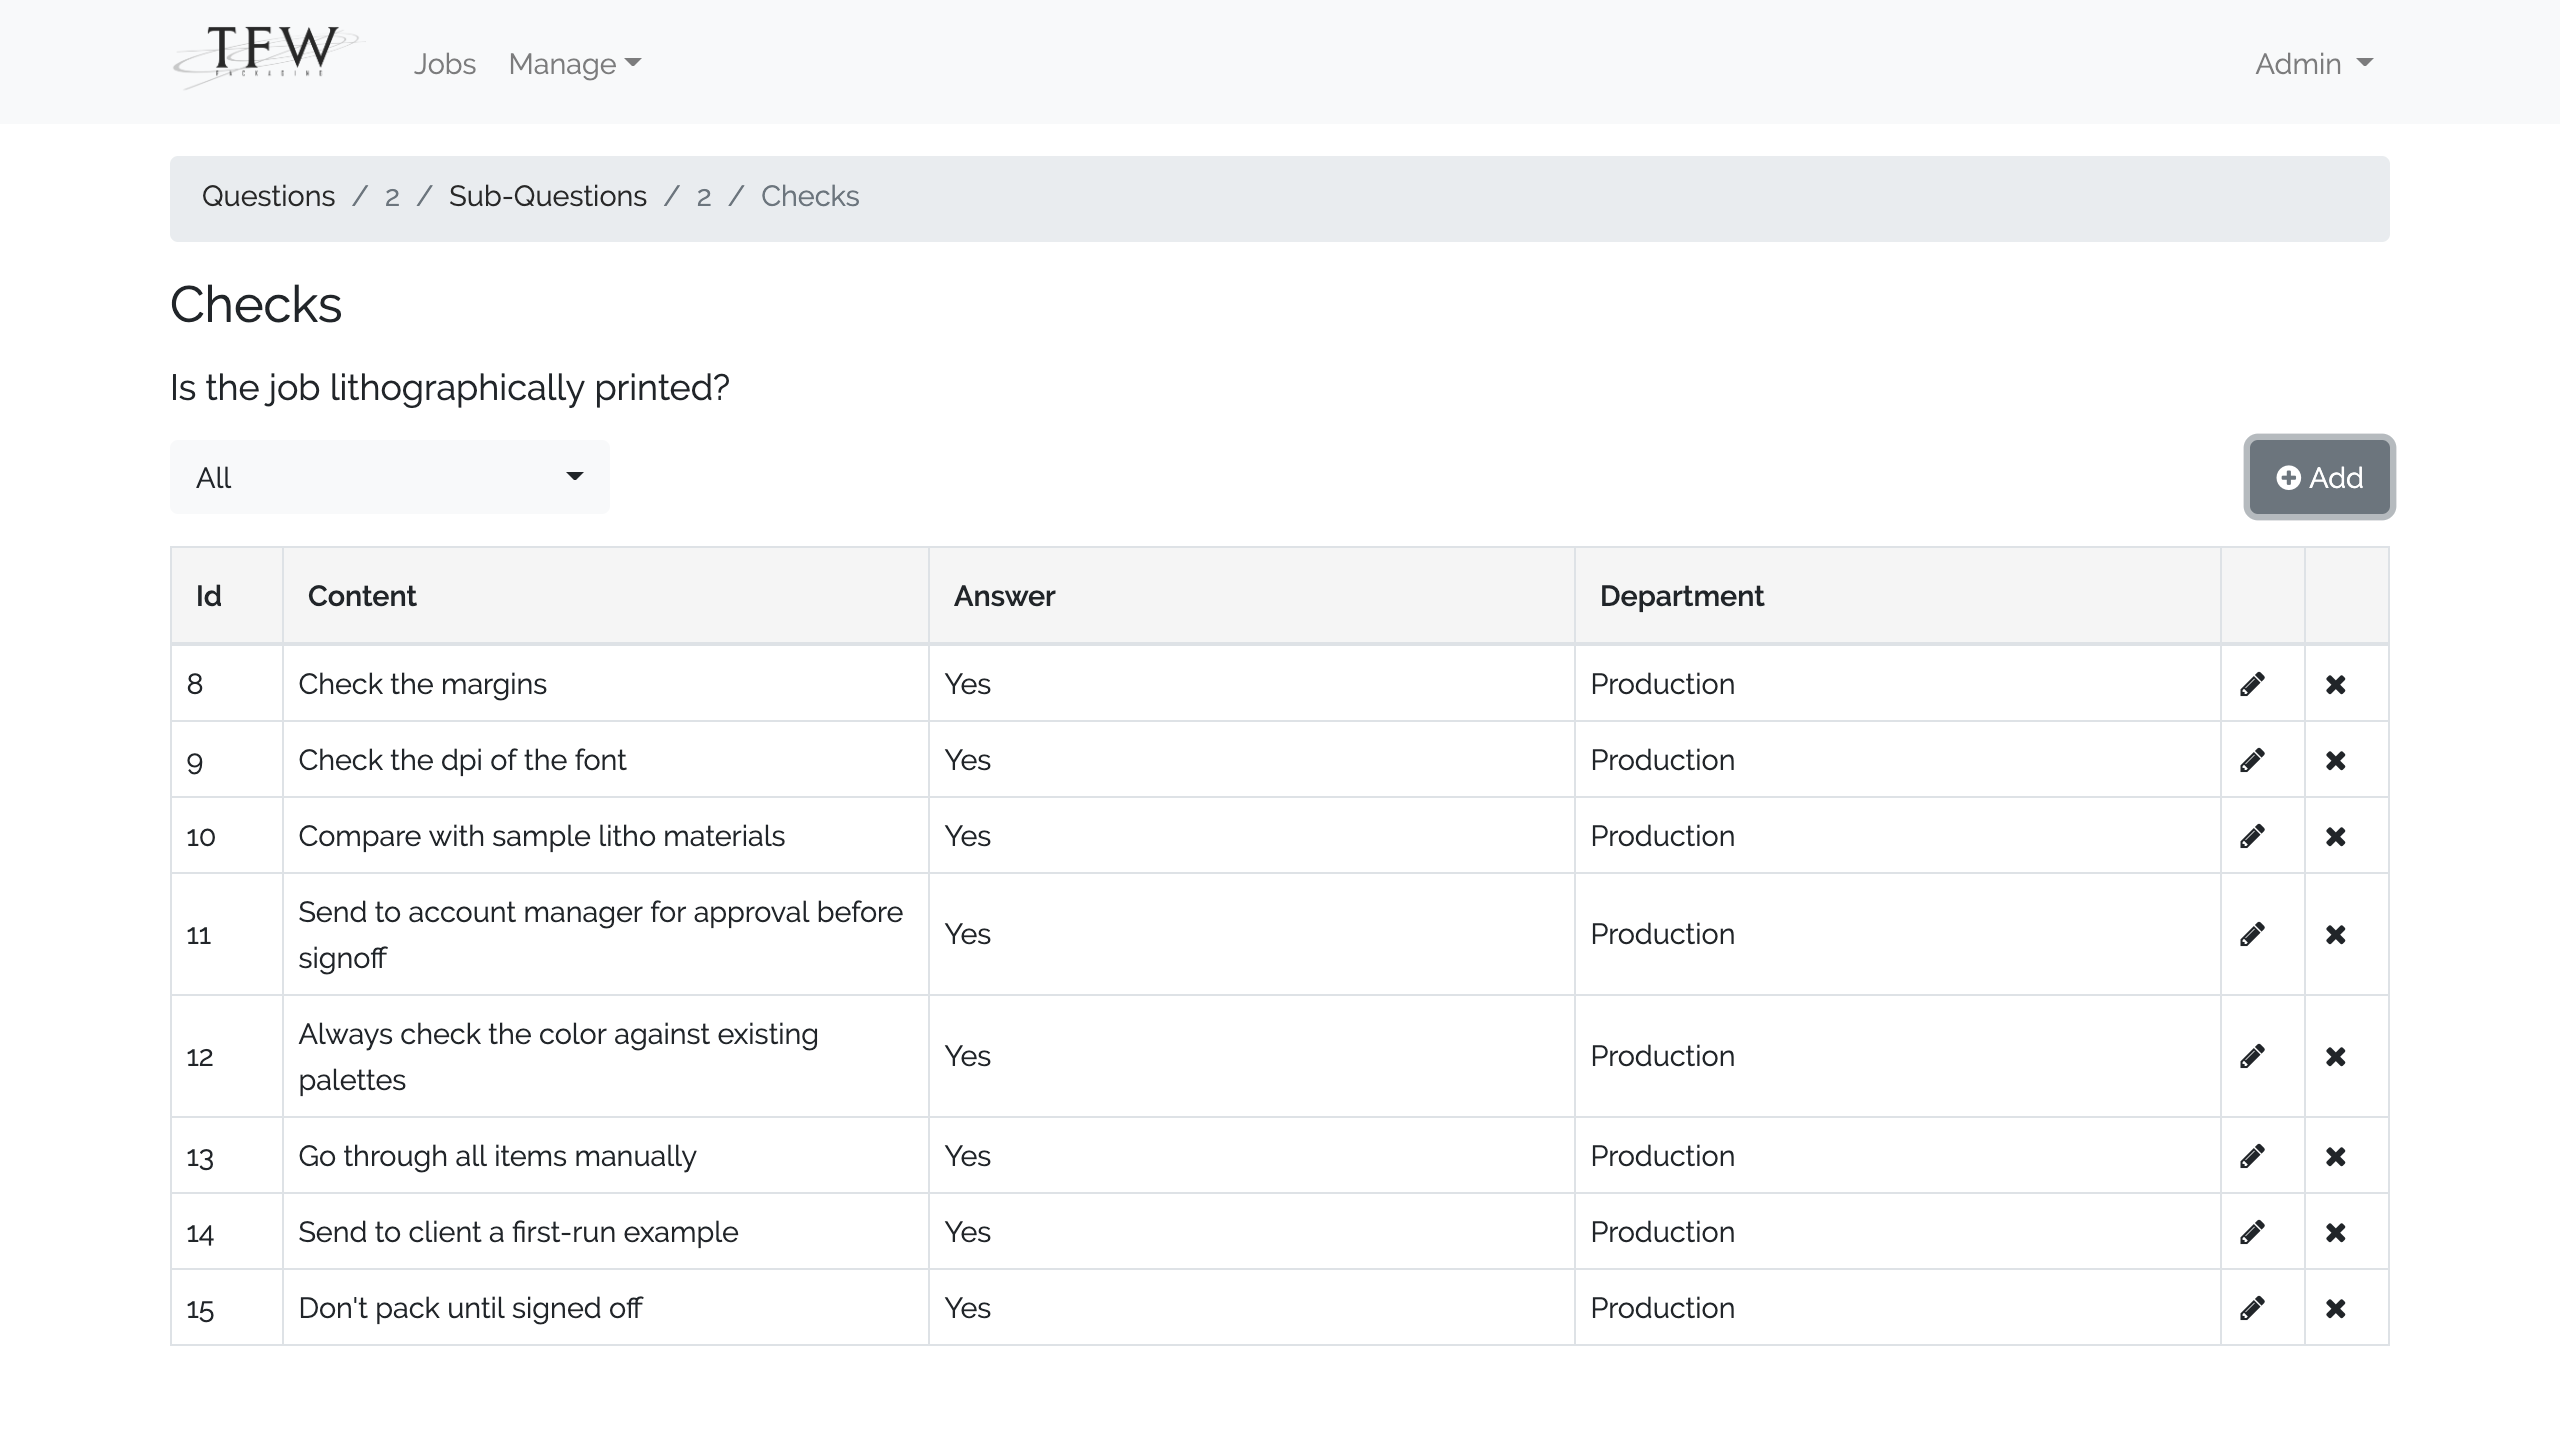 TFW
PACKAGING
Jobs Manage
Admin
Questions / 2 / Sub-Questions / 2 / Checks
Checks
Is the job lithographically printed?
All
Add
Id Content Answer Department
8 Check the margins Yes Production
9 Check the dpi of the font Yes Production
10 Compare with sample litho materials Yes Production
11 Send to account manager for approval before
signoff Yes Production
12 Always check the color against existing
palettes Yes Production
13 Go through all items manually Yes Production
14 Send to client a first-run example Yes Production
15 Don't pack until signed off Yes Production